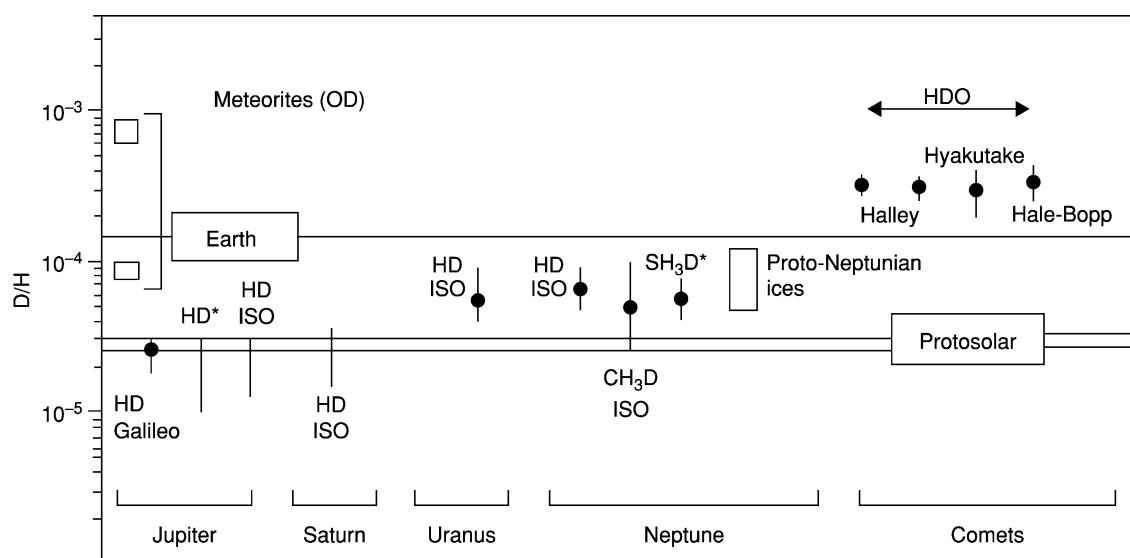 10⁻³
10⁻⁴
10⁻⁵
D/H
Meteorites (OD)
HDO
Hyakutake
Halley
Hale-Bopp
Earth
HD
ISO
HD
ISO
SH₃D*
Proto-Neptunian
ices
HD*
HD
ISO
Protosolar
HD
Galileo
HD
ISO
CH₃D
ISO
Jupiter
Saturn
Uranus
Neptune
Comets